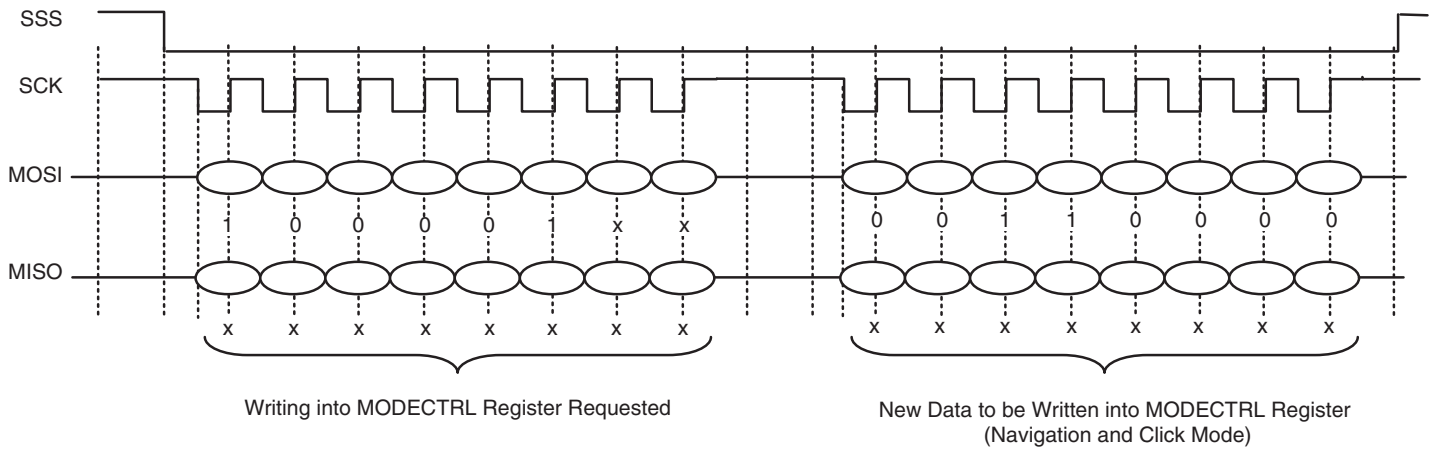 SSS
SCK
MOSI
1 0 0 0 0 1 x x 0 0 1 1 0 0 0 0
MISO
x x x x x x x x x x x x x x x x
Writing into MODECTRL Register Requested
New Data to be Written into MODECTRL Register
(Navigation and Click Mode)